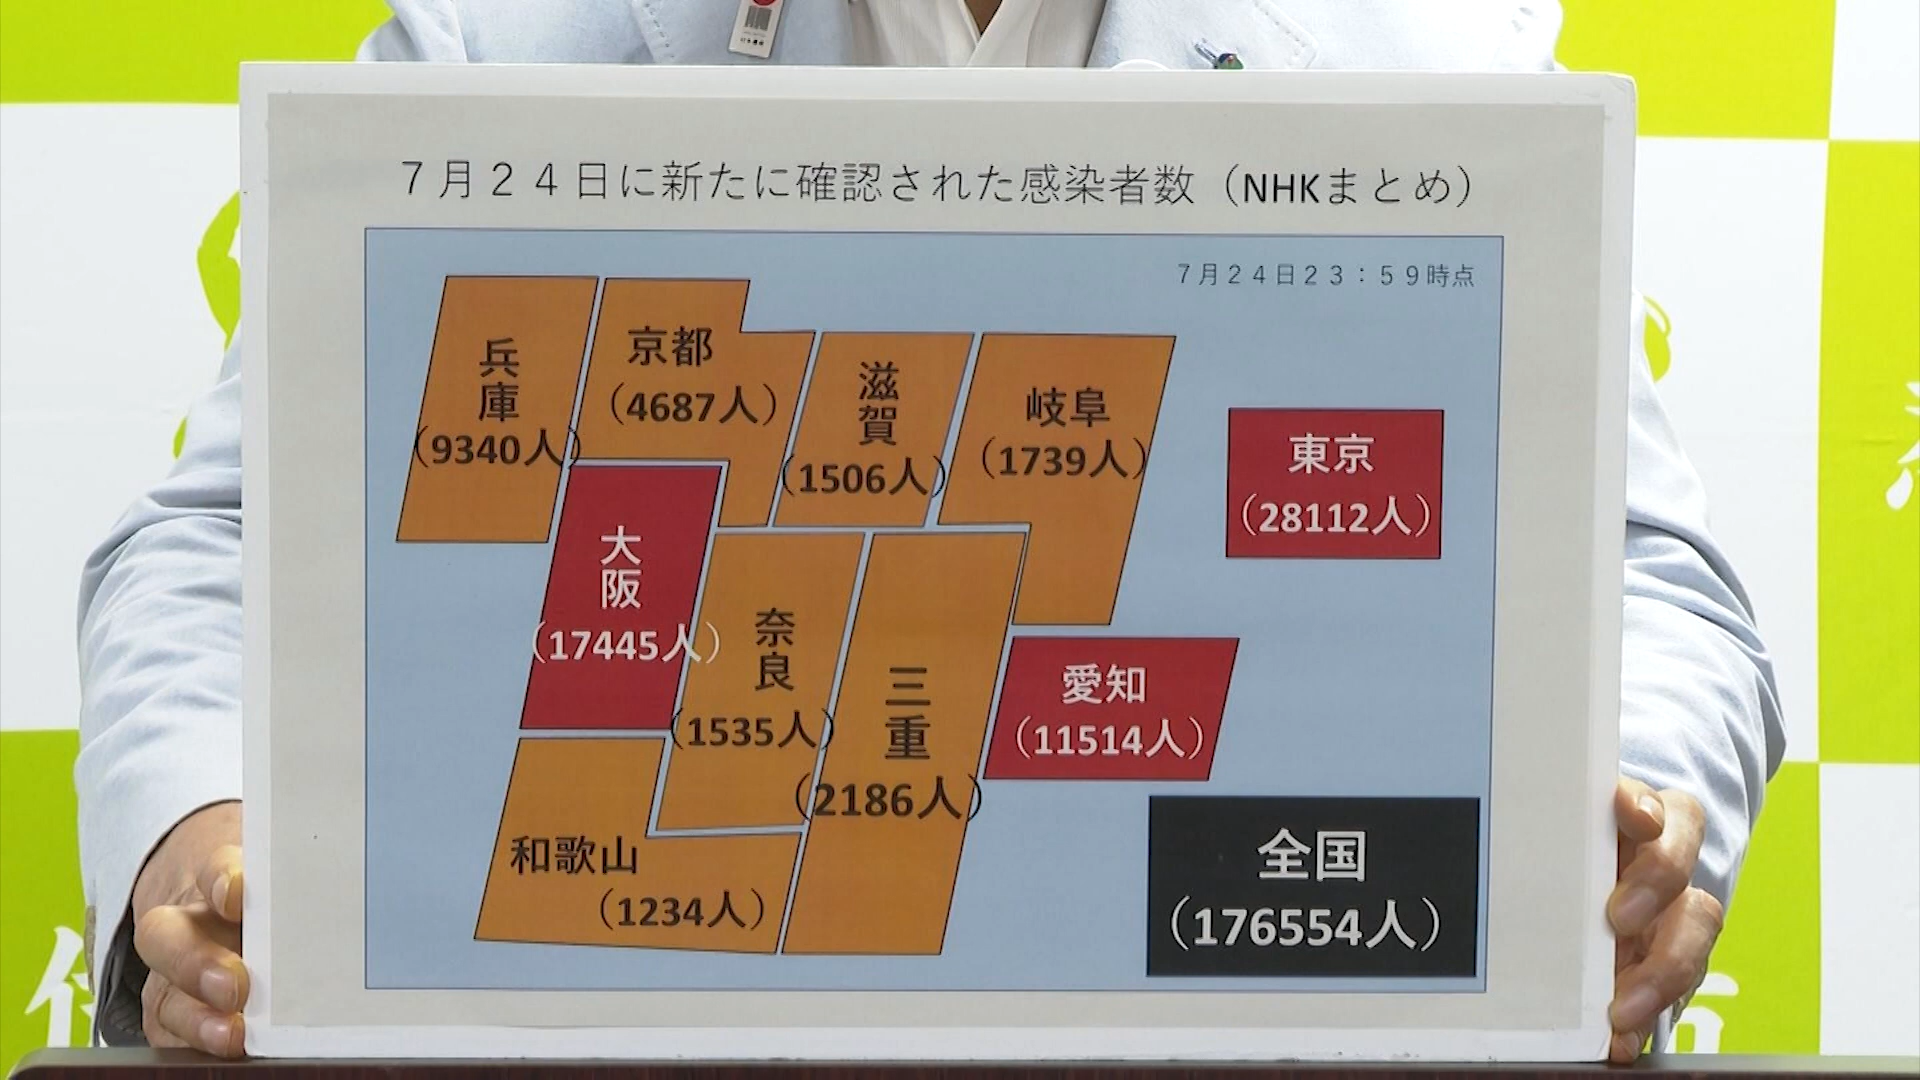 ７月２４日に新たに確認された感染者数（NHKまとめ）
７月２４日２３：５９時点
兵庫
（9340人）
京都
（4687人）
滋賀
（1506人）
岐阜
（1739人）
東京
（28112人）
大阪
（17445人）
奈良
（1535人）
三重
（2186人）
愛知
（11514人）
和歌山
（1234人）
全国
（176554人）